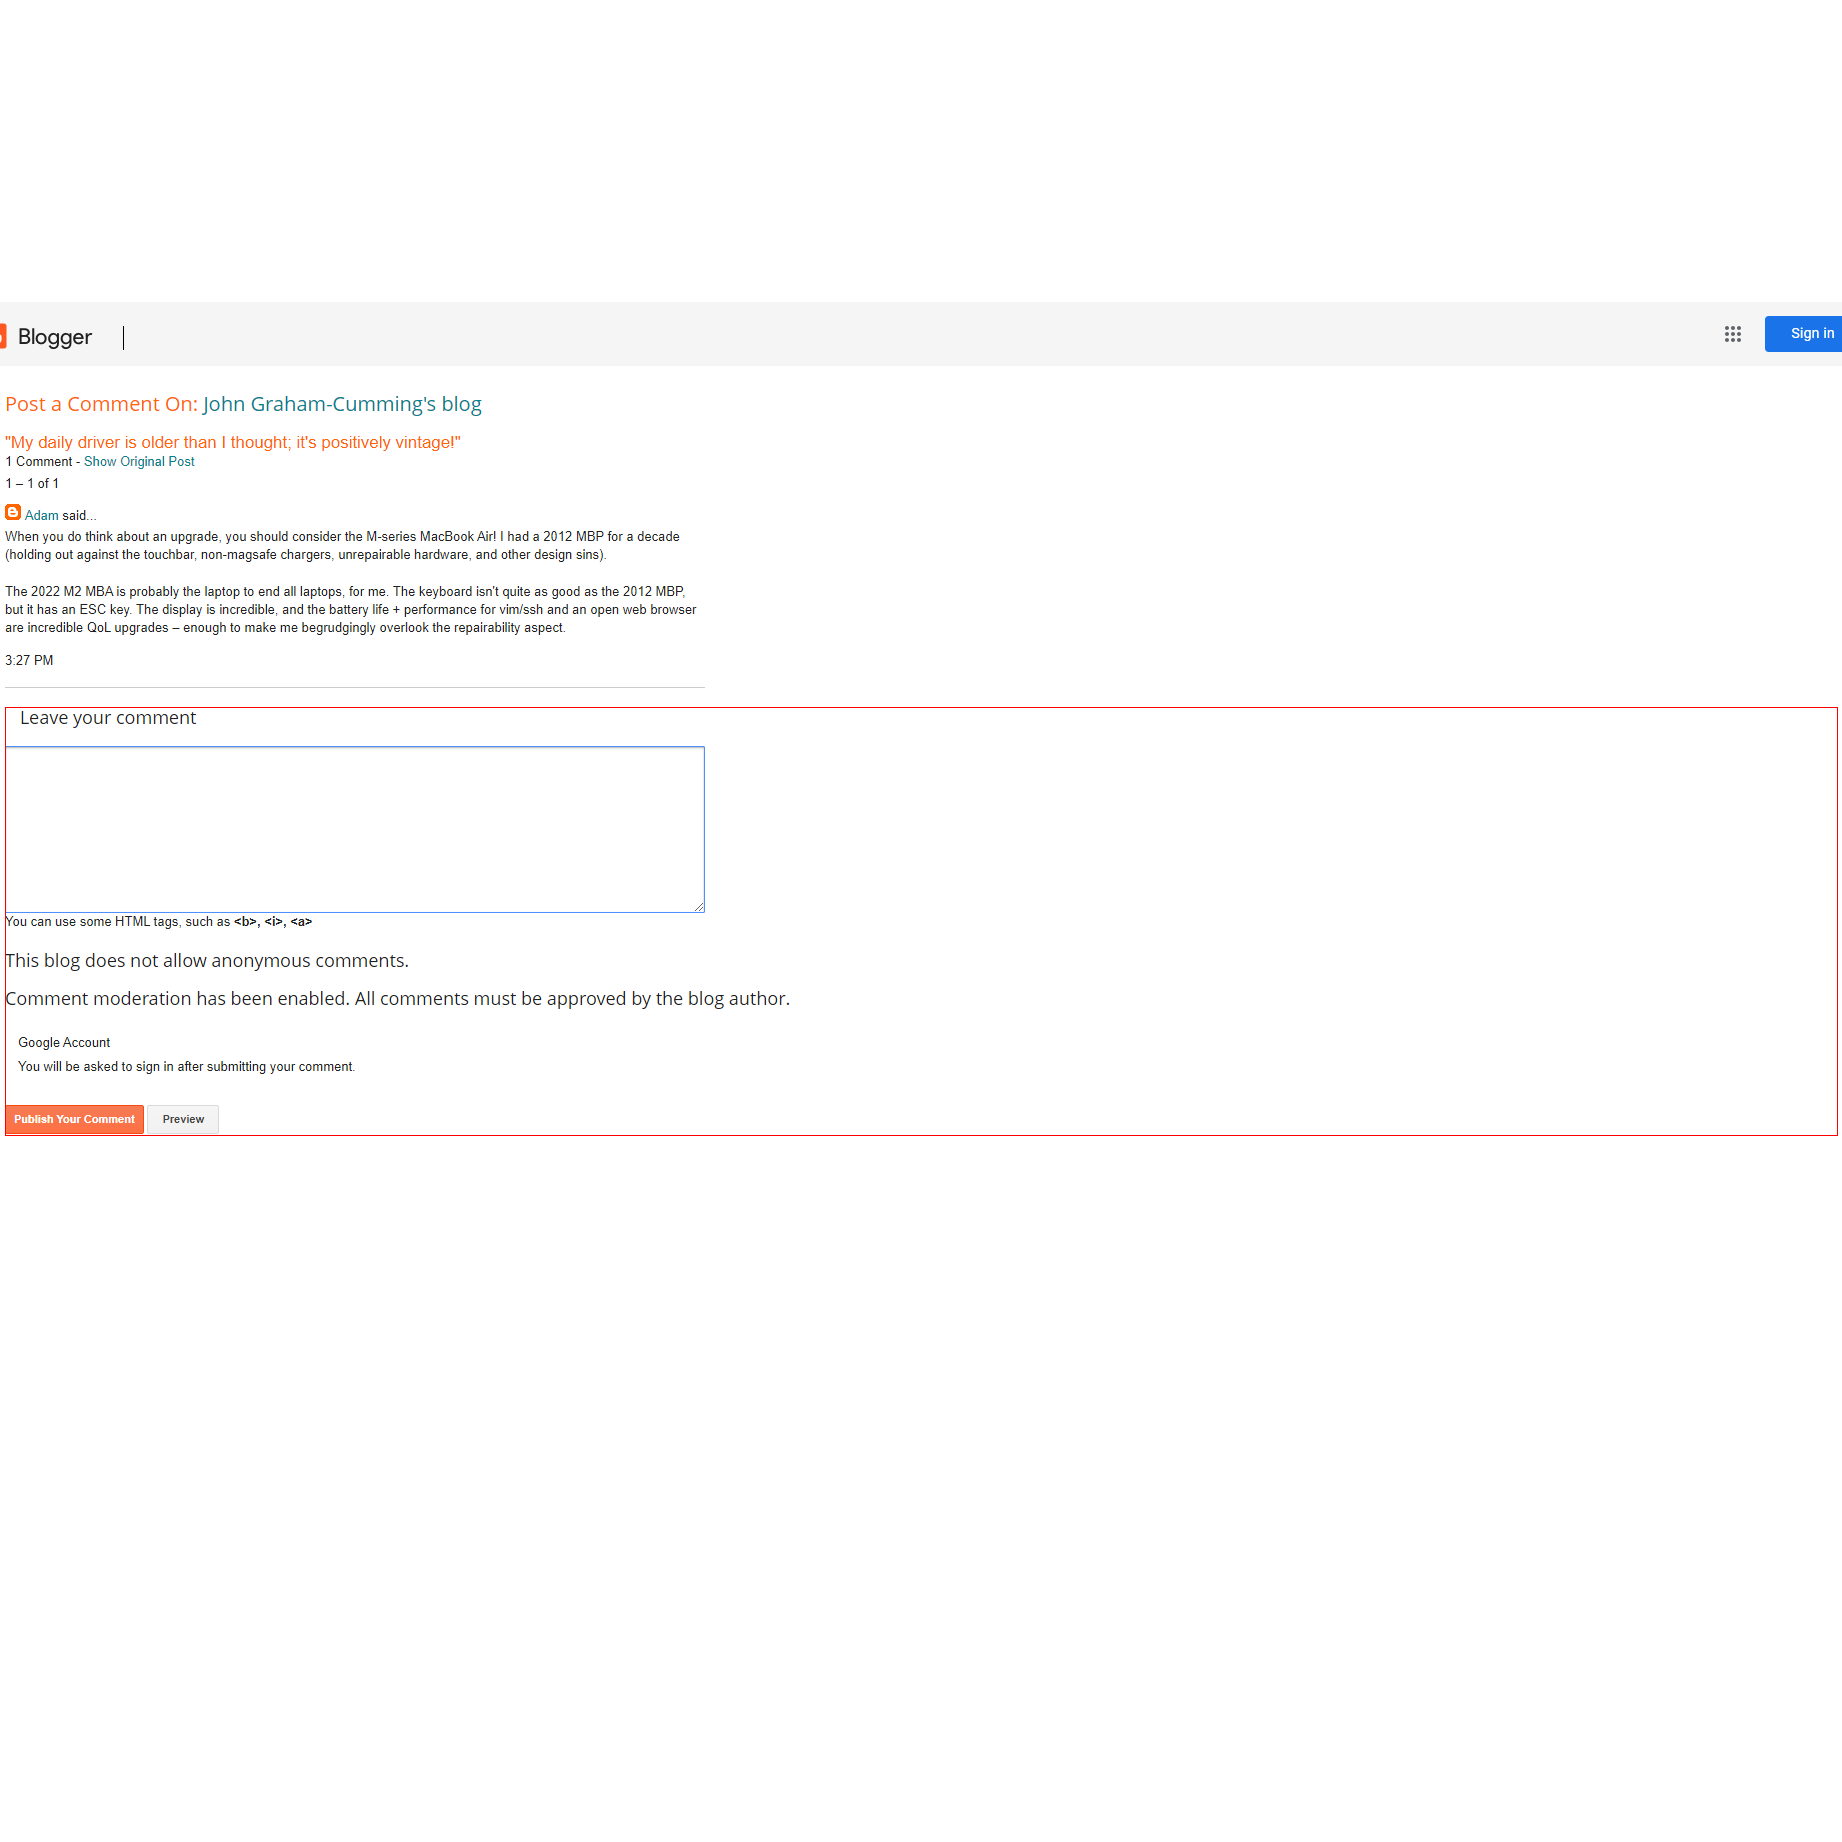 Blogger
Sign in
Post a Comment On: John Graham-Cumming's blog
"My daily driver is older than I thought; it's positively vintage!"
1 Comment - Show Original Post
1 – 1 of 1
Adam said...
When you do think about an upgrade, you should consider the M-series MacBook Air! I had a 2012 MBP for a decade
(holding out against the touchbar, non-magsafe chargers, unrepairable hardware, and other design sins).
The 2022 M2 MBA is probably the laptop to end all laptops, for me. The keyboard isn't quite as good as the 2012 MBP,
but it has an ESC key. The display is incredible, and the battery life + performance for vim/ssh and an open web browser
are incredible QoL upgrades – enough to make me begrudgingly overlook the repairability aspect.
3:27 PM
Leave your comment
You can use some HTML tags, such as <b>, <i>, <a>
This blog does not allow anonymous comments.
Comment moderation has been enabled. All comments must be approved by the blog author.
Google Account
You will be asked to sign in after submitting your comment.
Publish Your Comment
Preview